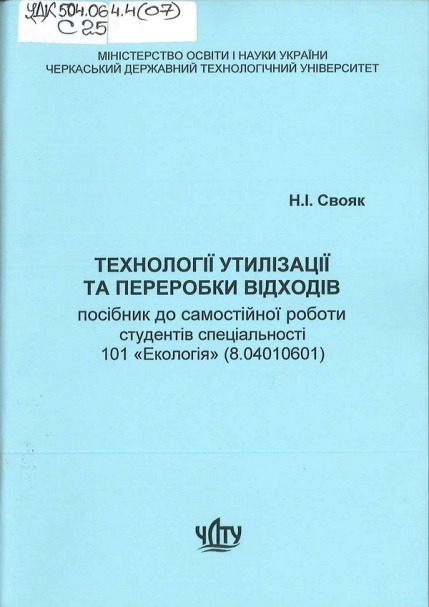 УДК 504.064.4(07)
С 25
МІНІСТЕРСТВО ОСВІТИ І НАУКИ УКРАЇНИ
ЧЕРКАСЬКИЙ ДЕРЖАВНИЙ ТЕХНОЛОГІЧНИЙ УНІВЕРСИТЕТ
Н.І. Свояк
ТЕХНОЛОГІЇ УТИЛІЗАЦІЇ
ТА ПЕРЕРОБКИ ВІДХОДІВ
посібник до самостійної роботи
студентів спеціальності
101 «Екологія» (8.04010601)
ЧДТУ